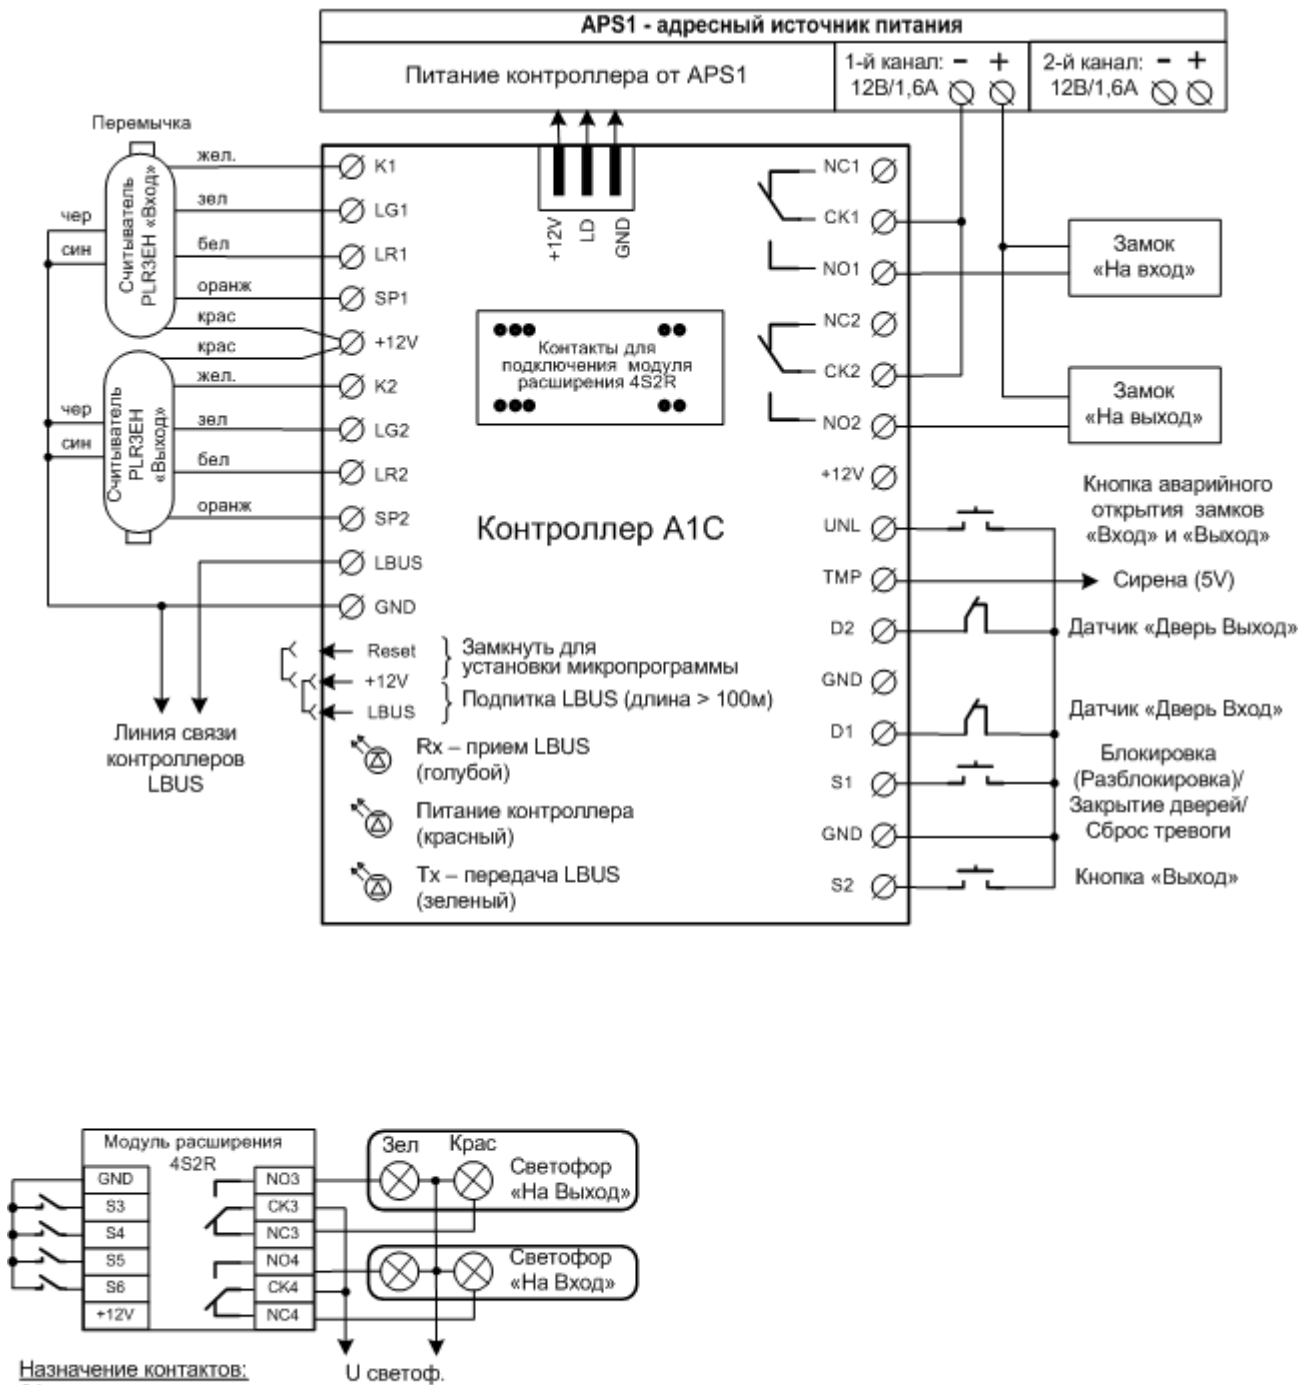 APS1 - адресный источник питания
Питание контроллера от APS1
1-й канал: − +
12В/1,6А
2-й канал: − +
12В/1,6А
Перемычка
Считыватель
PLR3EH «Вход»
чер
син
жел.
зел
бел
оранж
крас
крас
жел.
зел
бел
оранж
Считыватель
PLR3EH
«Выход»
чер
син
K1
LG1
LR1
SP1
+12V
K2
LG2
LR2
SP2
LBUS
GND
+12V
LD
GND
Контакты для
подключения модуля
расширения 4S2R
Контроллер А1С
Reset
+12V
LBUS
Замкнуть для
установки микропрограммы
Подпитка LBUS (длина > 100м)
Rx – прием LBUS
(голубой)
Питание контроллера
(красный)
Tx – передача LBUS
(зеленый)
Линия связи
контроллеров
LBUS
NC1
CK1
NO1
NC2
CK2
NO2
+12V
UNL
TMP
D2
GND
D1
S1
GND
S2
Замок
«На вход»
Замок
«На выход»
Кнопка аварийного
открытия замков
«Вход» и «Выход»
Сирена (5V)
Датчик «Дверь Выход»
Датчик «Дверь Вход»
Блокировка
(Разблокировка)/
Закрытие дверей/
Сброс тревоги
Кнопка «Выход»
Модуль расширения
4S2R
GND
S3
S4
S5
S6
+12V
NO3
CK3
NC3
NO4
CK4
NC4
Зел
Крас
Светофор
«На Выход»
Светофор
«На Вход»
U светоф.
Назначение контактов: